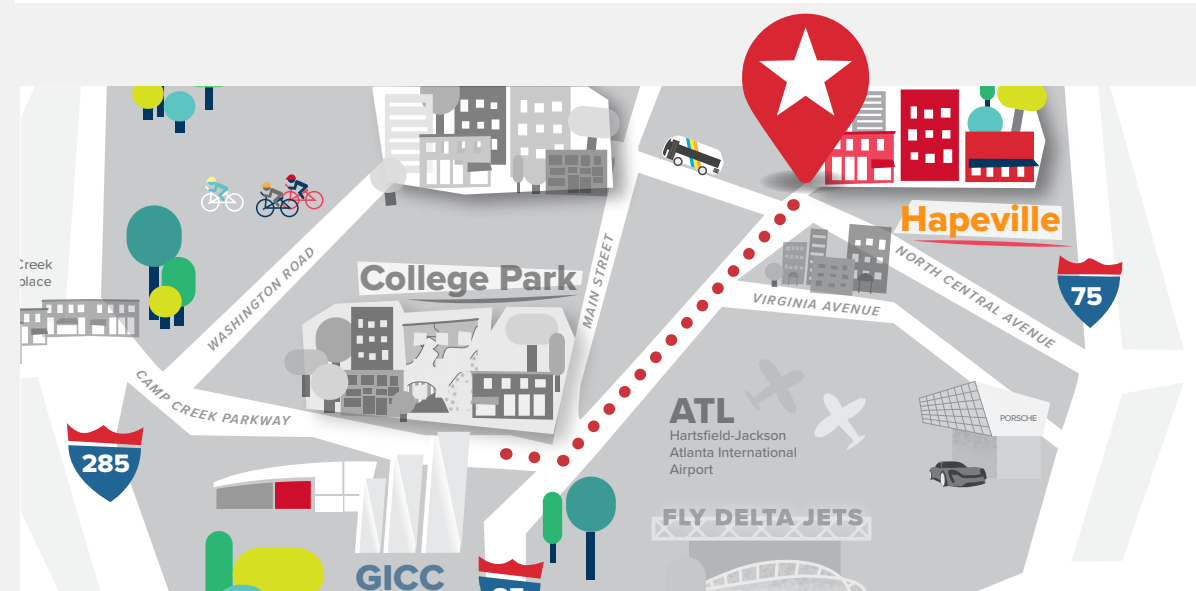 Hapeville
Creek
place
WASHINGTON ROAD
College Park
MAIN STREET
NORTH CENTRAL AVENUE
75
VIRGINIA AVENUE
CAMP CREEK PARKWAY
ATL
Hartsfield-Jackson
Atlanta International
Airport
PORSCHE
285
FLY DELTA JETS
GICC